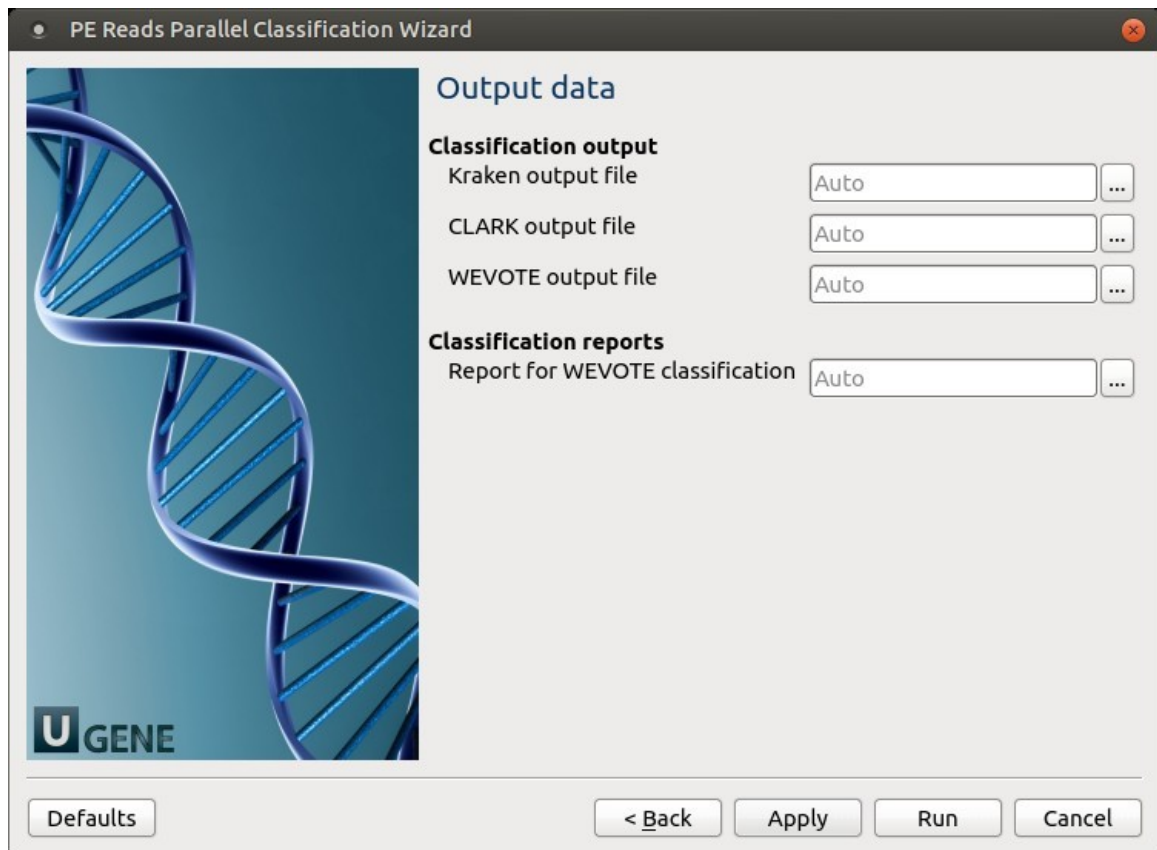 PE Reads Parallel Classification Wizard
Output data
Classification output
Kraken output file Auto ...
CLARK output file Auto ...
WEVOTE output file Auto ...
Classification reports
Report for WEVOTE classification Auto ...
U GENE
Defaults < Back Apply Run Cancel